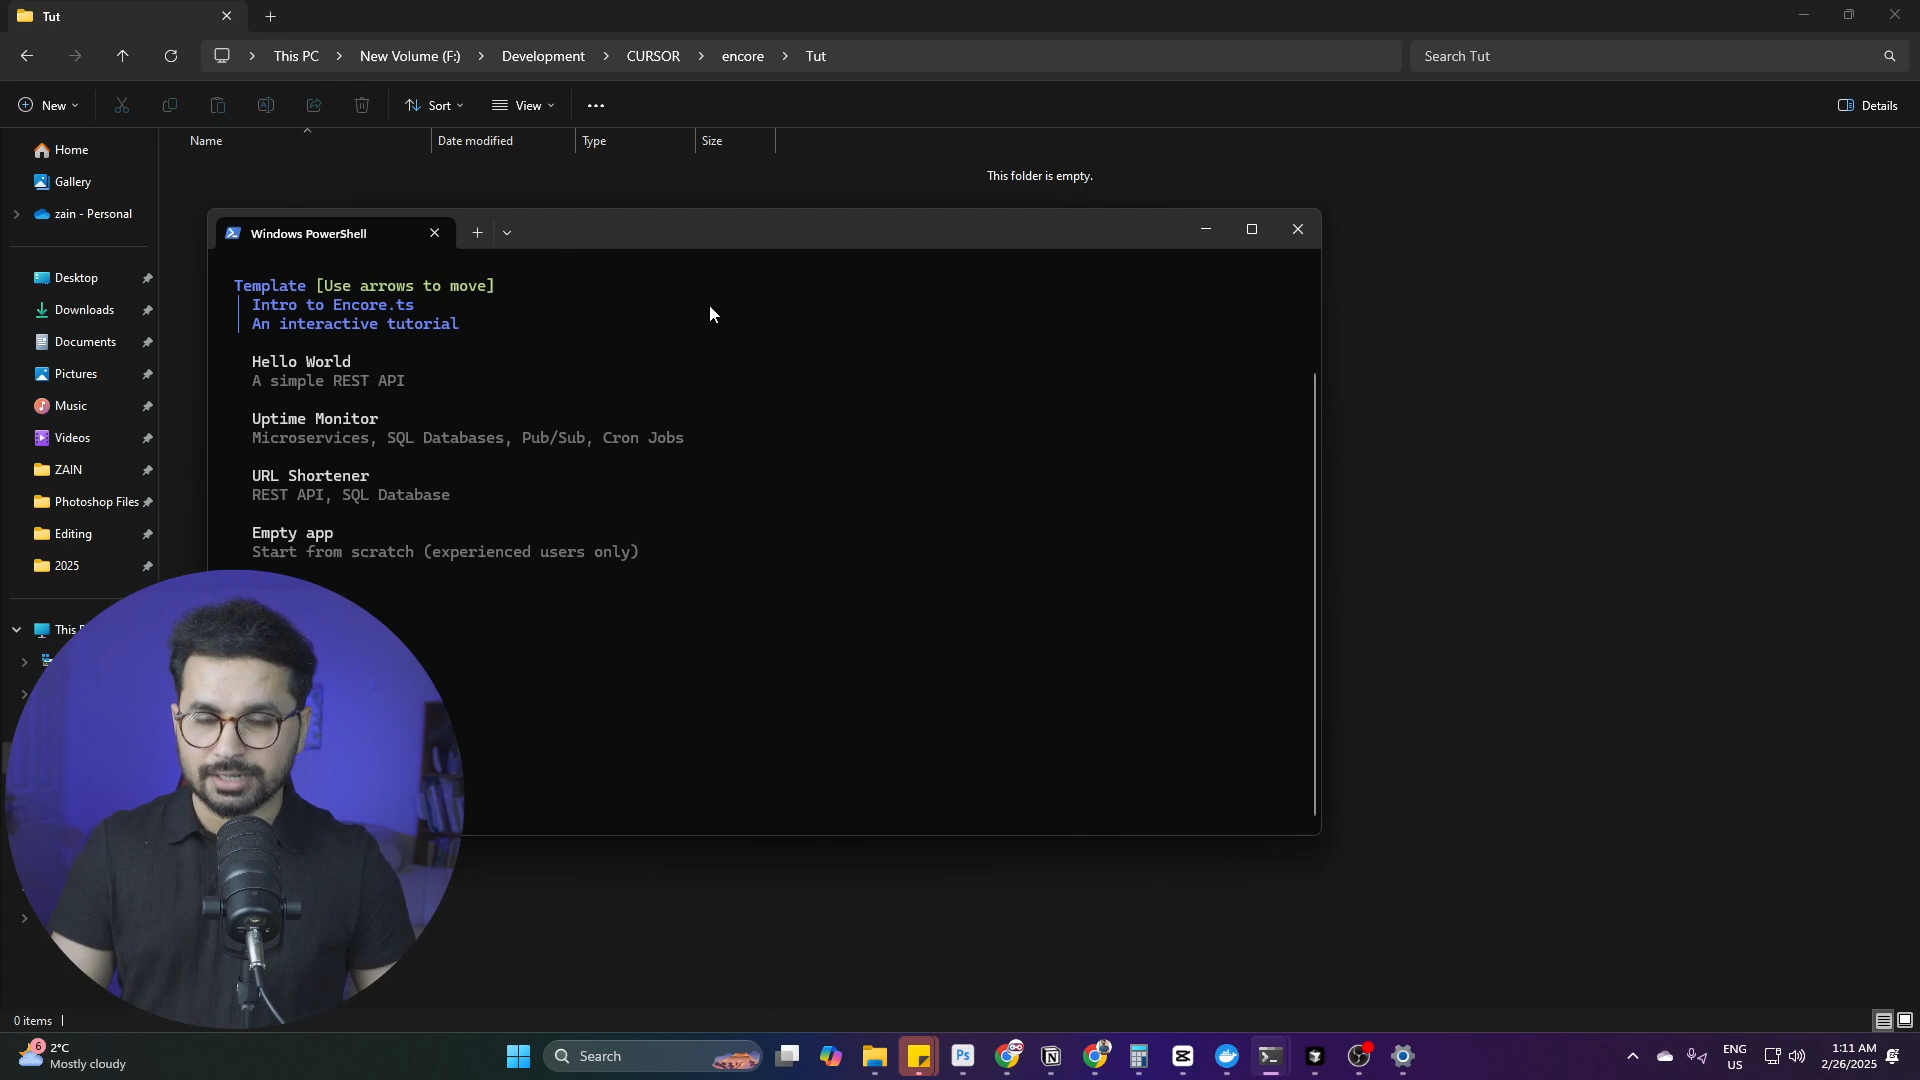 Tut
This PC > New Volume (F:) > Development > CURSOR > encore > Tut
Search Tut
New
Sort
View
Details
Name
Date modified
Type
Size
This folder is empty.
Home
Gallery
zain - Personal
Desktop
Downloads
Documents
Pictures
Music
Videos
ZAIN
Photoshop Files
Editing
2025
This
Windows PowerShell
Template [Use arrows to move]
Intro to Encore.ts
An interactive tutorial
Hello World
A simple REST API
Uptime Monitor
Microservices, SQL Databases, Pub/Sub, Cron Jobs
URL Shortener
REST API, SQL Database
Empty app
Start from scratch (experienced users only)
0 items
6
2°C
Mostly cloudy
Search
Ps
ENG
US
1:11 AM
2/26/2025